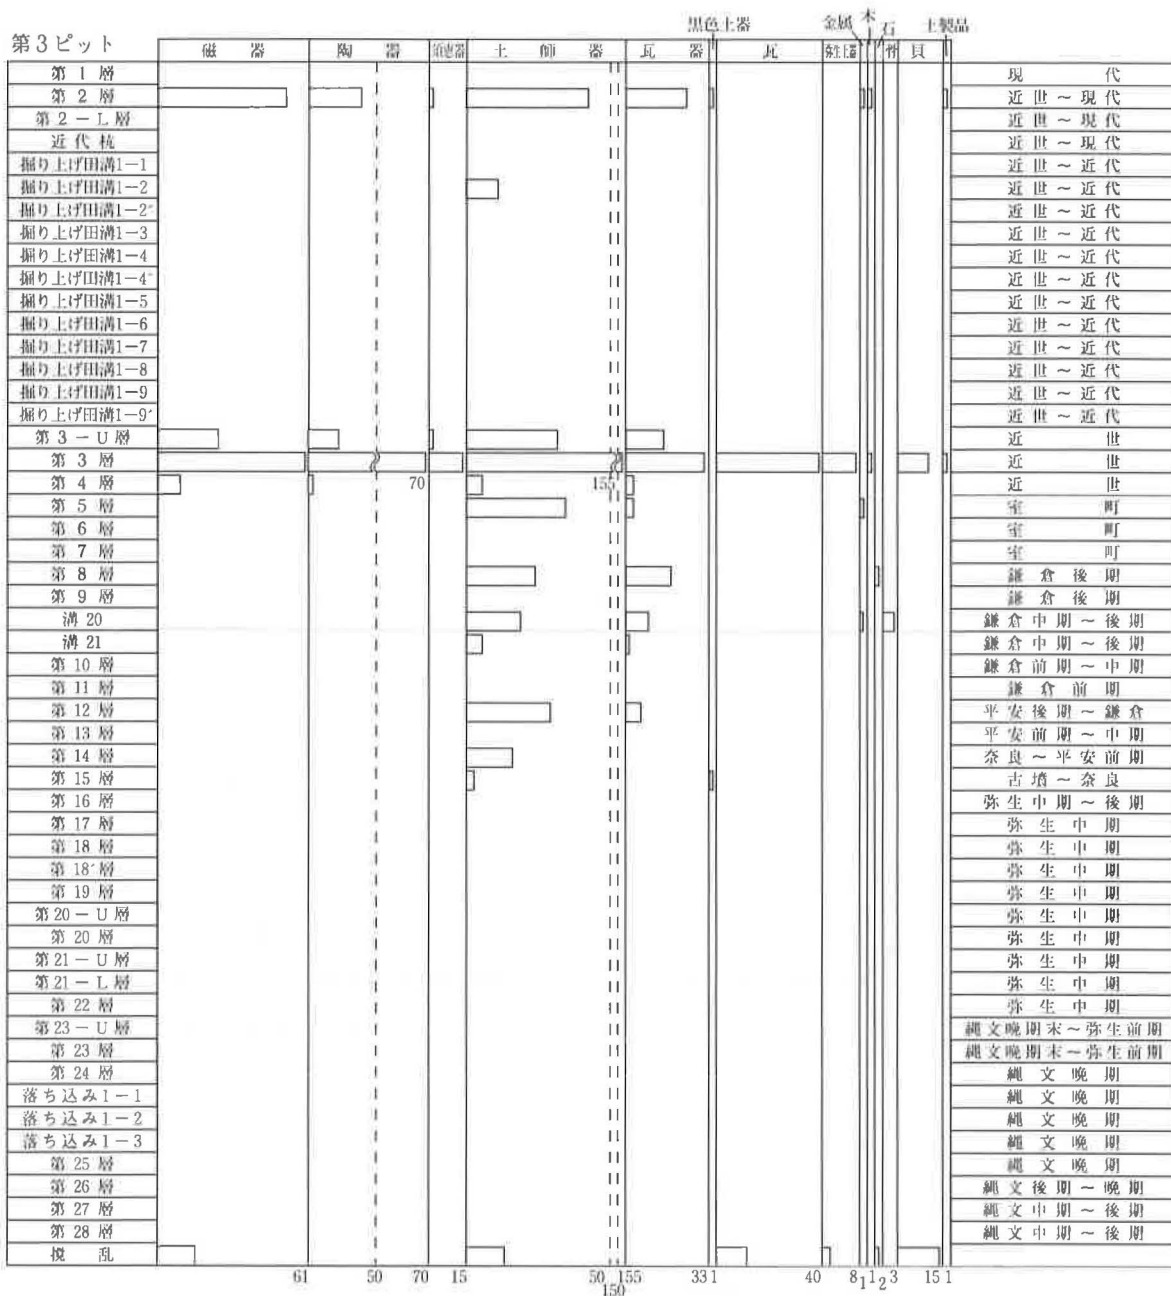 黒色土器 金属 木 石 土製品
第3ピット 磁器 陶器 須恵器 土師器 瓦器 瓦 骨 貝
第1層 現代
第2層 近世～現代
第2－L層 近世～現代
近代杭 近世～現代
掘り上げ田溝1－1 近世～近代
掘り上げ田溝1－2 近世～近代
掘り上げ田溝1－2′ 近世～近代
掘り上げ田溝1－3 近世～近代
掘り上げ田溝1－4 近世～近代
掘り上げ田溝1－4′ 近世～近代
掘り上げ田溝1－5 近世～近代
掘り上げ田溝1－6 近世～近代
掘り上げ田溝1－7 近世～近代
掘り上げ田溝1－8 近世～近代
掘り上げ田溝1－9 近世～近代
掘り上げ田溝1－9′ 近世～近代
第3－U層 近世
第3層 70 155 近世
第4層 近世
第5層 室町
第6層 室町
第7層 室町
第8層 鎌倉後期
第9層 鎌倉後期
溝20 鎌倉中期～後期
溝21 鎌倉中期～後期
第10層 鎌倉前期～中期
第11層 鎌倉前期
第12層 平安後期～鎌倉
第13層 平安前期～中期
第14層 奈良～平安前期
第15層 古墳～奈良
第16層 弥生中期～後期
第17層 弥生中期
第18層 弥生中期
第18′層 弥生中期
第19層 弥生中期
第20－U層 弥生中期
第20層 弥生中期
第21－U層 弥生中期
第21－L層 弥生中期
第22層 弥生中期
第23－U層 縄文晩期末～弥生前期
第23層 縄文晩期末～弥生前期
第24層 縄文晩期
落ち込み1－1 縄文晩期
落ち込み1－2 縄文晩期
落ち込み1－3 縄文晩期
第25層 縄文晩期
第26層 縄文後期～晩期
第27層 縄文中期～後期
第28層 縄文中期～後期
撹乱
61 50 70 15 50 155 33 1 40 8 1 1 2 3 15 1
150